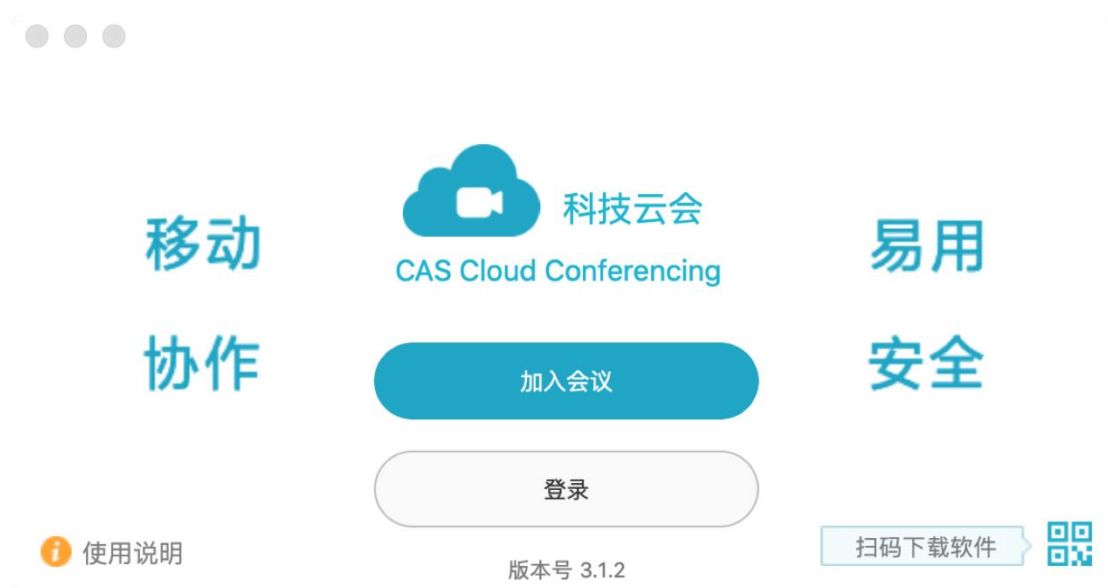 科技云会
CAS Cloud Conferencing
移动
协作
易用
安全
加入会议
登录
使用说明
版本号 3.1.2
扫码下载软件